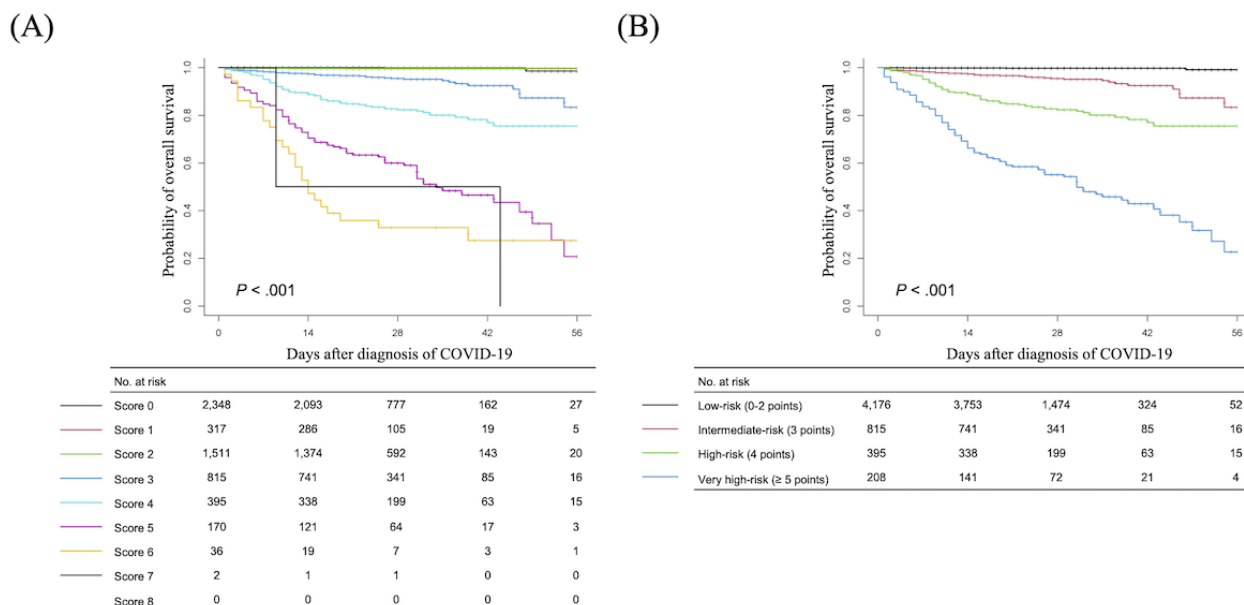 (A)
Probability of overall survival
1.0
0.8
0.6
0.4
0.2
0.0
P < .001
0 14 28 42 56
Days after diagnosis of COVID-19
No. at risk
Score 0 2,348 2,093 777 162 27
Score 1 317 286 105 19 5
Score 2 1,511 1,374 592 143 20
Score 3 815 741 341 85 16
Score 4 395 338 199 63 15
Score 5 170 121 64 17 3
Score 6 36 19 7 3 1
Score 7 2 1 1 0 0
Score 8 0 0 0 0 0
(B)
Probability of overall survival
1.0
0.8
0.6
0.4
0.2
0.0
P < .001
0 14 28 42 56
Days after diagnosis of COVID-19
No. at risk
Low-risk (0-2 points) 4,176 3,753 1,474 324 52
Intermediate-risk (3 points) 815 741 341 85 16
High-risk (4 points) 395 338 199 63 15
Very high-risk (≥ 5 points) 208 141 72 21 4